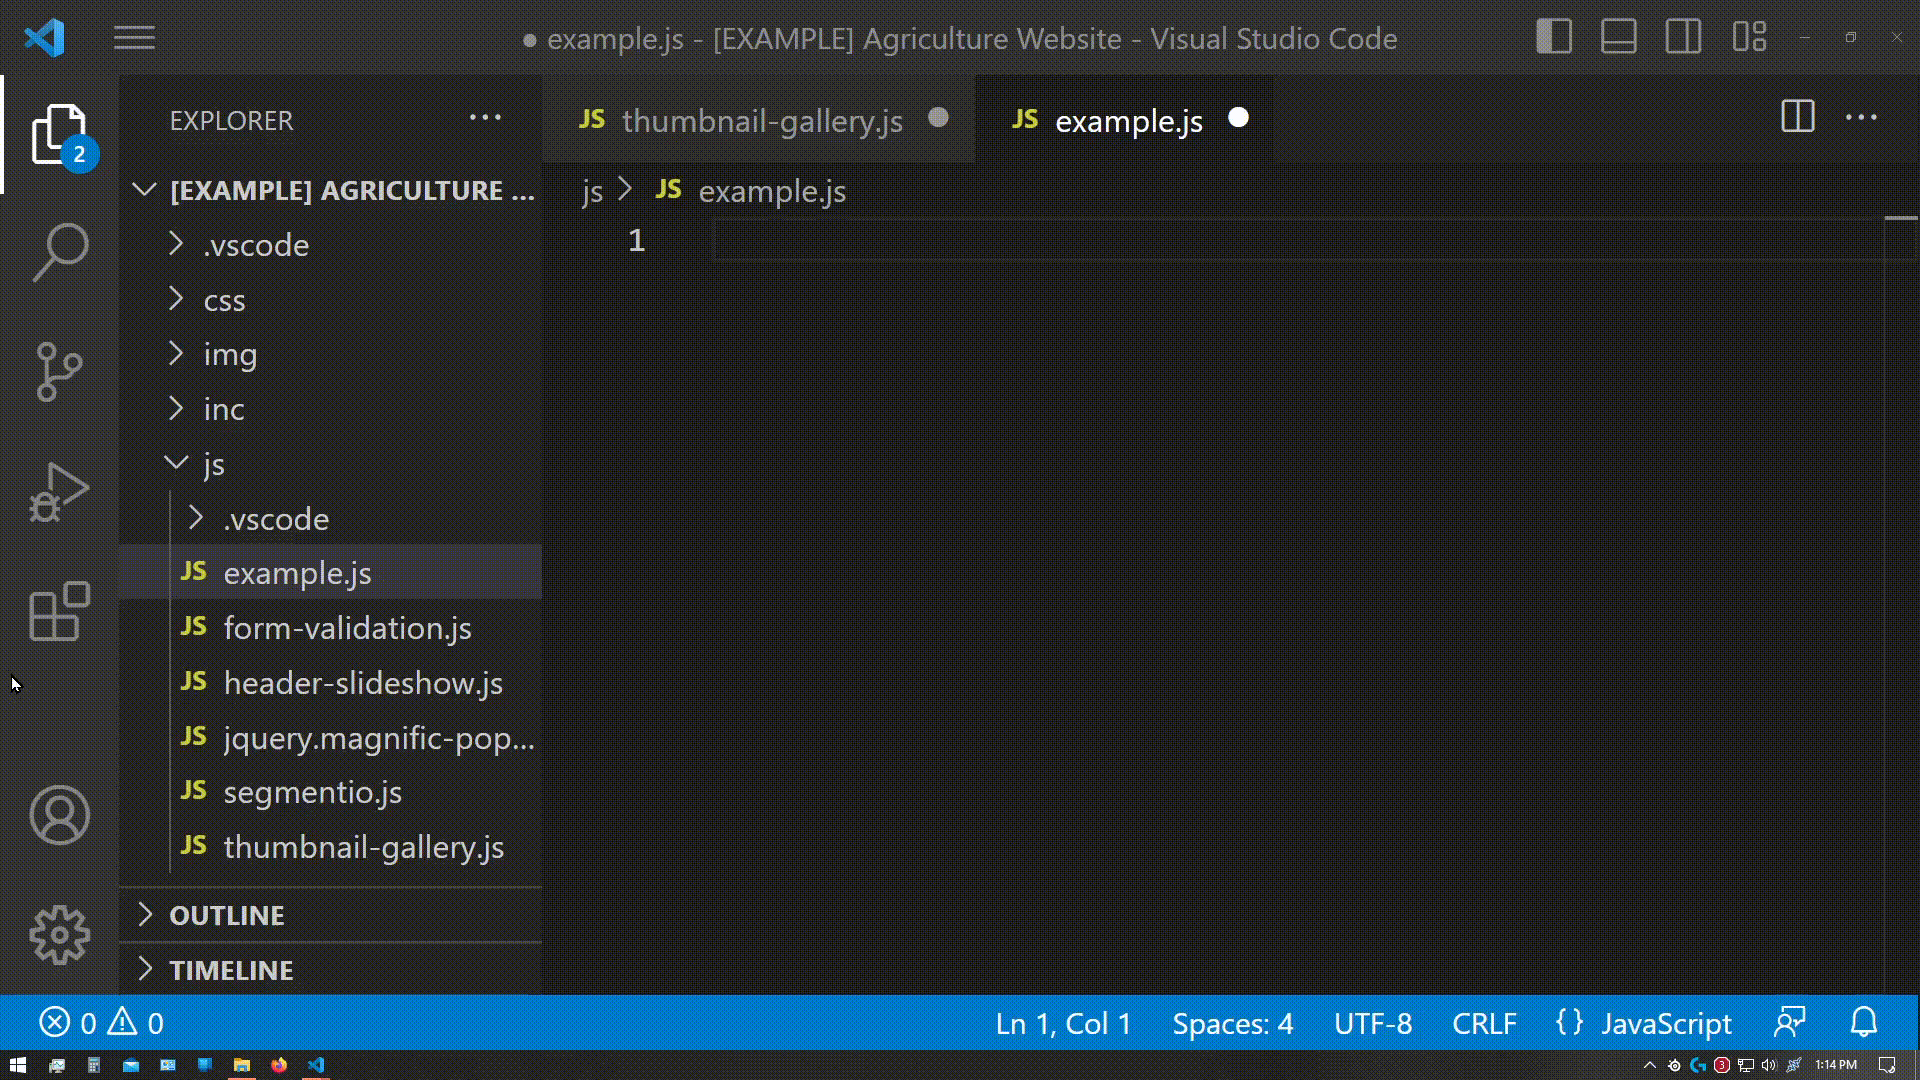 ● example.js - [EXAMPLE] Agriculture Website - Visual Studio Code
2
EXPLORER
[EXAMPLE] AGRICULTURE ...
.vscode
css
img
inc
js
.vscode
JS example.js
JS form-validation.js
JS header-slideshow.js
JS jquery.magnific-pop...
JS segmentio.js
JS thumbnail-gallery.js
OUTLINE
TIMELINE
JS thumbnail-gallery.js ●
JS example.js ●
js > JS example.js
1
0 0
Ln 1, Col 1
Spaces: 4
UTF-8
CRLF
{ } JavaScript
3
1:14 PM